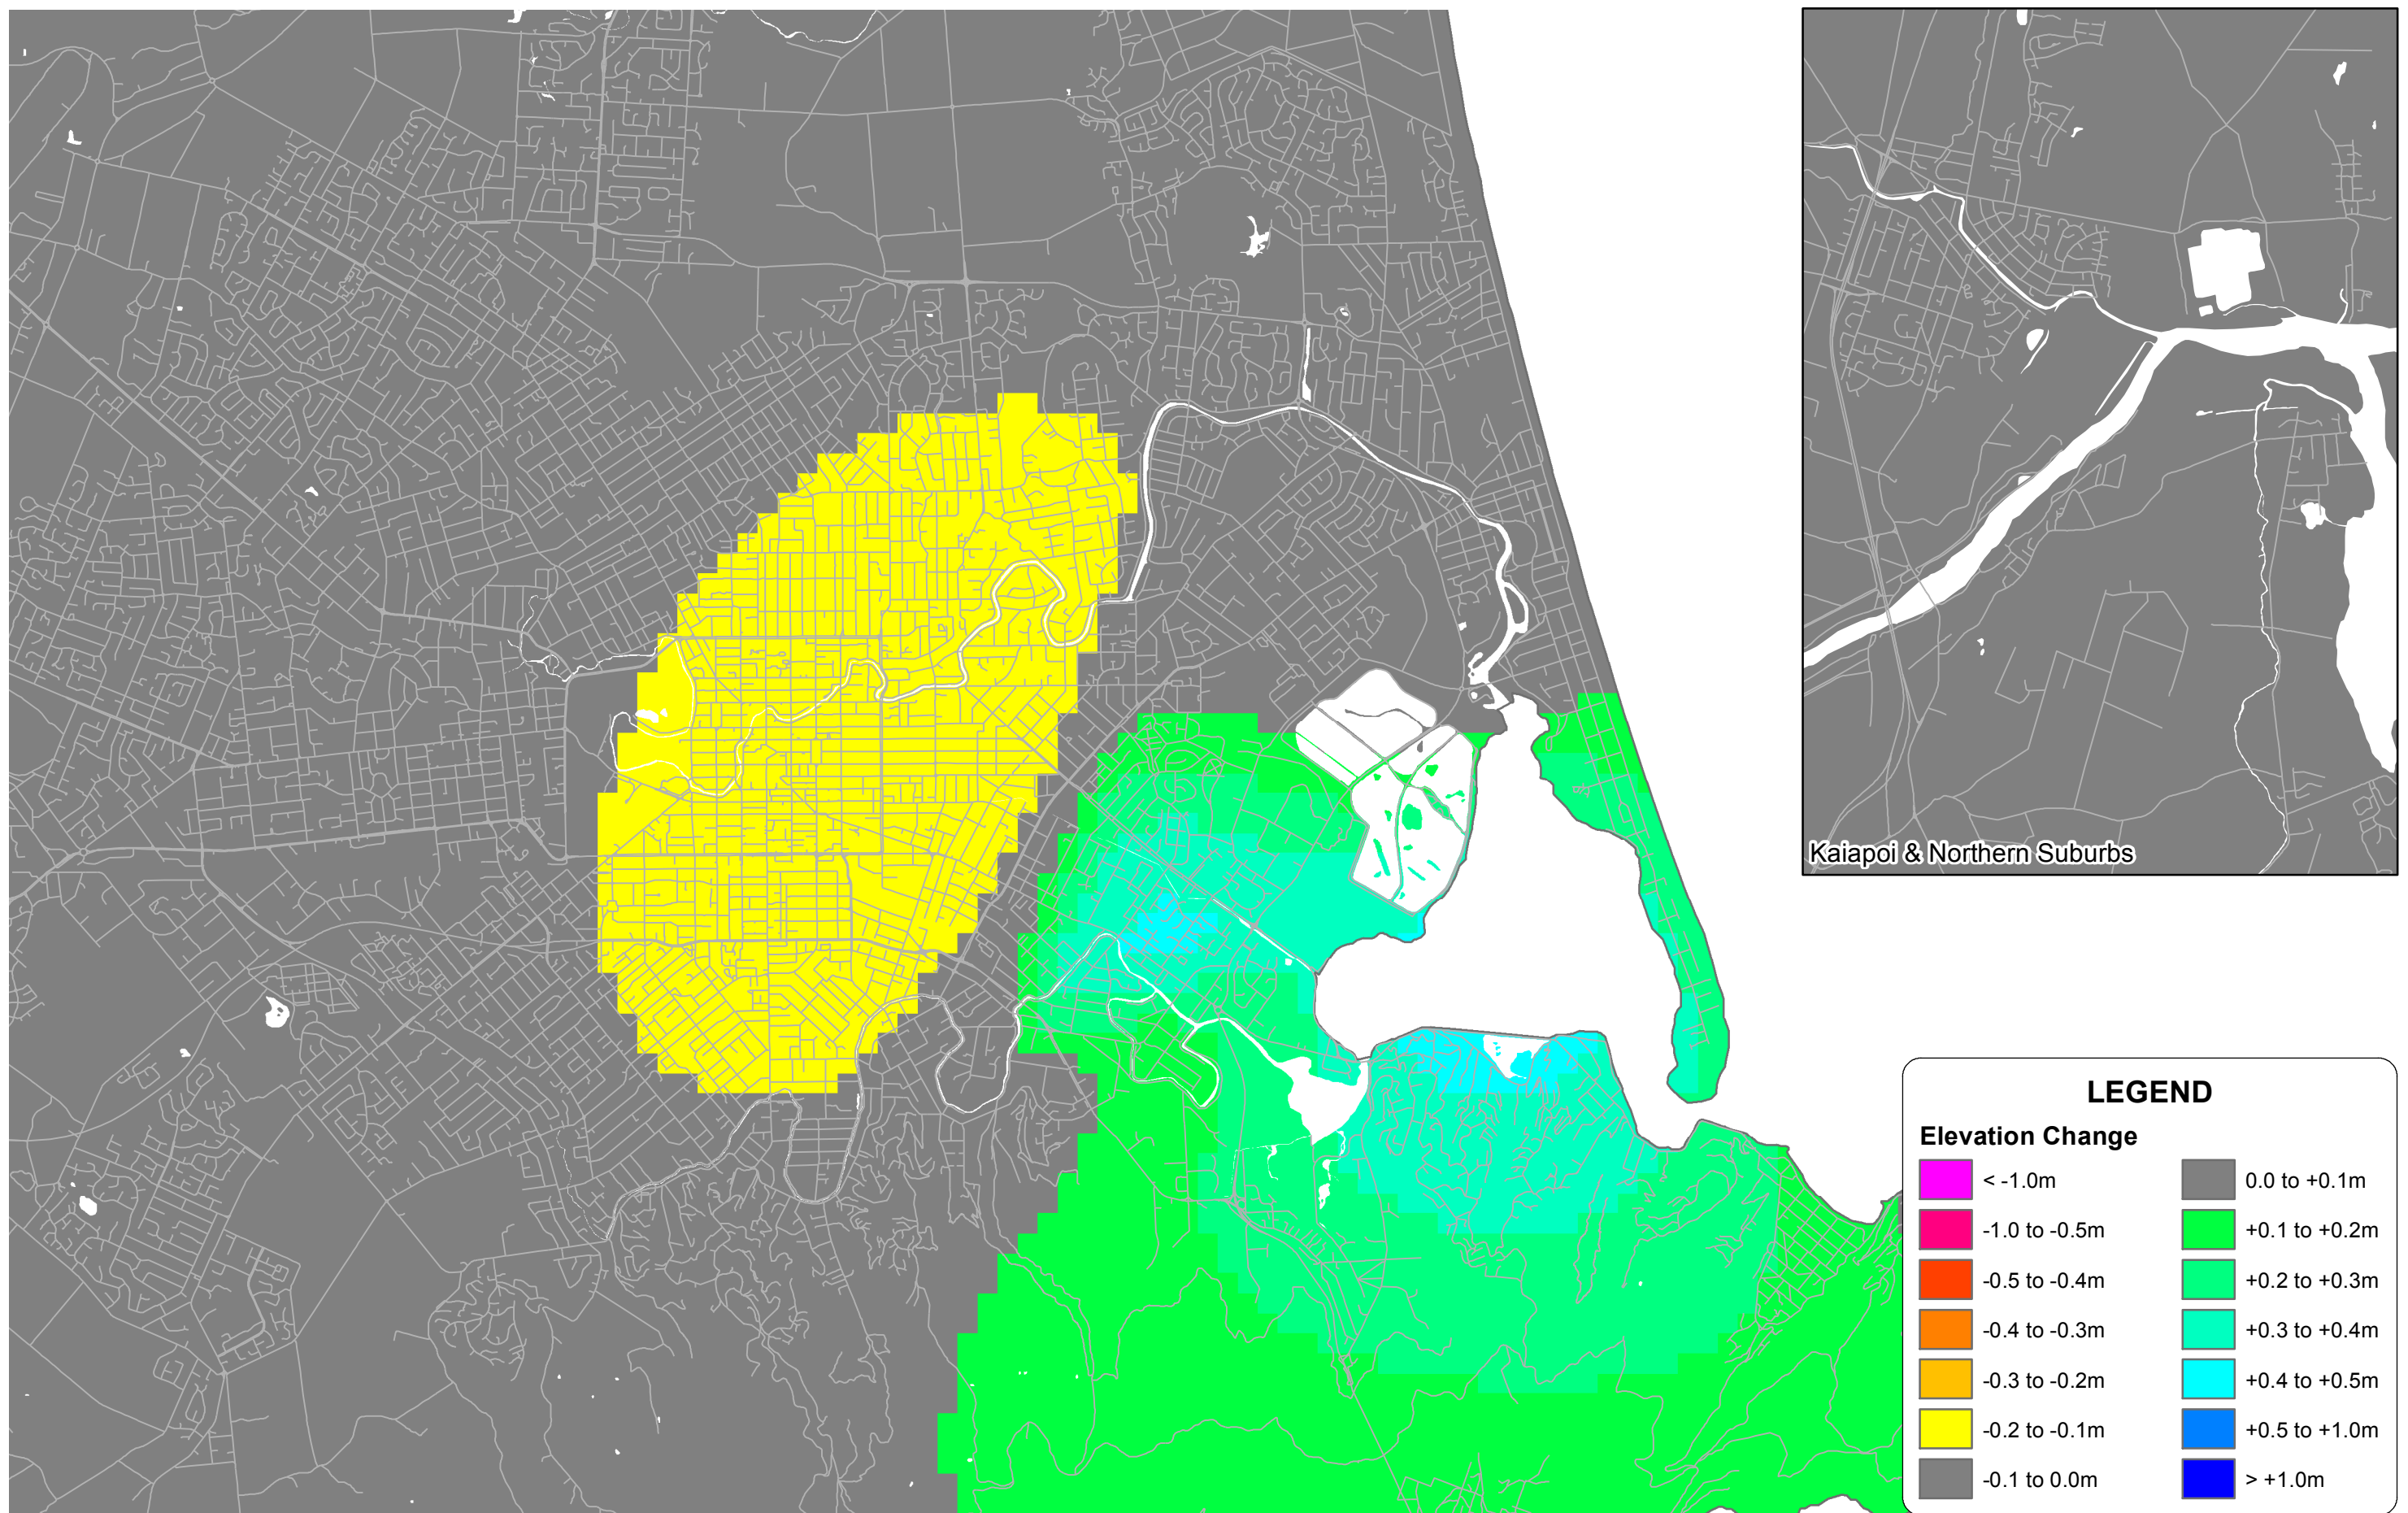 Kaiapoi & Northern Suburbs
LEGEND
Elevation Change
< -1.0m
-1.0 to -0.5m
-0.5 to -0.4m
-0.4 to -0.3m
-0.3 to -0.2m
-0.2 to -0.1m
-0.1 to 0.0m
0.0 to +0.1m
+0.1 to +0.2m
+0.2 to +0.3m
+0.3 to +0.4m
+0.4 to +0.5m
+0.5 to +1.0m
> +1.0m